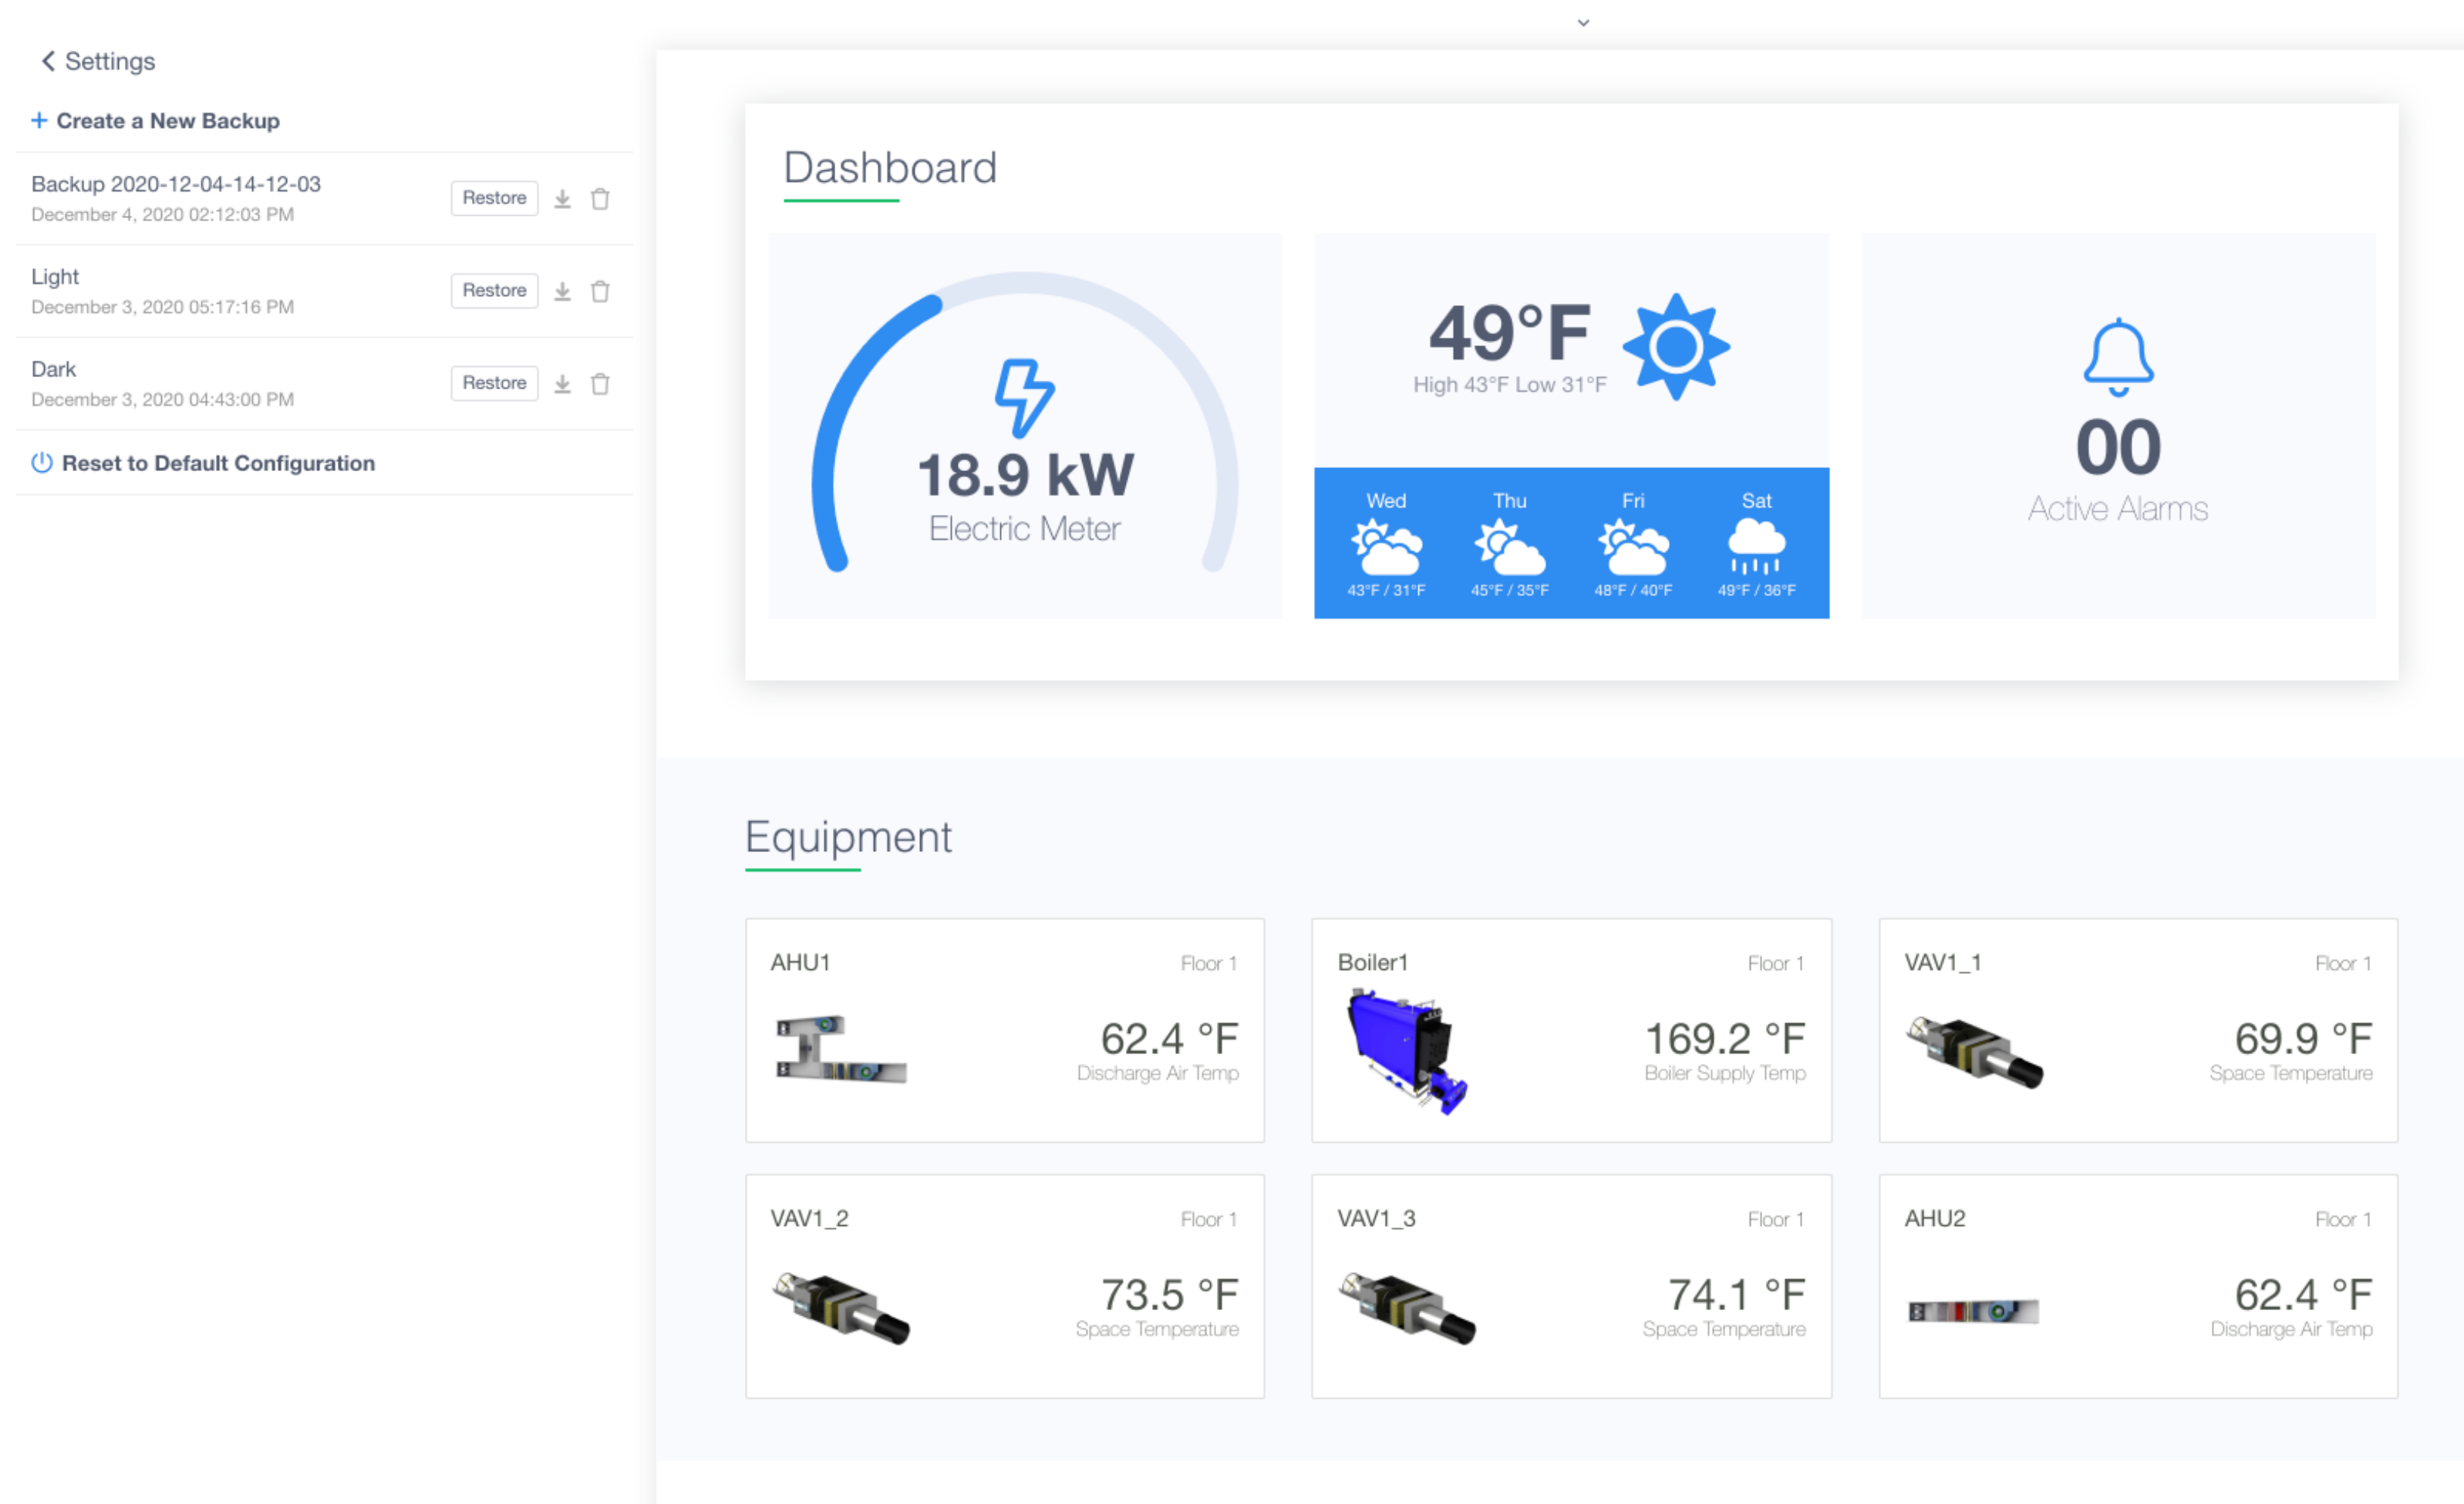 Settings
Create a New Backup
Backup 2020-12-04-14-12-03
December 4, 2020 02:12:03 PM
Restore
Light
December 3, 2020 05:17:16 PM
Restore
Dark
December 3, 2020 04:43:00 PM
Restore
Reset to Default Configuration
Dashboard
18.9 kW
Electric Meter
49°F
High 43°F Low 31°F
Wed Thu Fri Sat
43°F / 31°F 45°F / 35°F 48°F / 40°F 49°F / 36°F
00
Active Alarms
Equipment
AHU1 Floor 1
62.4 °F
Discharge Air Temp
Boiler1 Floor 1
169.2 °F
Boiler Supply Temp
VAV1_1 Floor 1
69.9 °F
Space Temperature
VAV1_2 Floor 1
73.5 °F
Space Temperature
VAV1_3 Floor 1
74.1 °F
Space Temperature
AHU2 Floor 1
62.4 °F
Discharge Air Temp